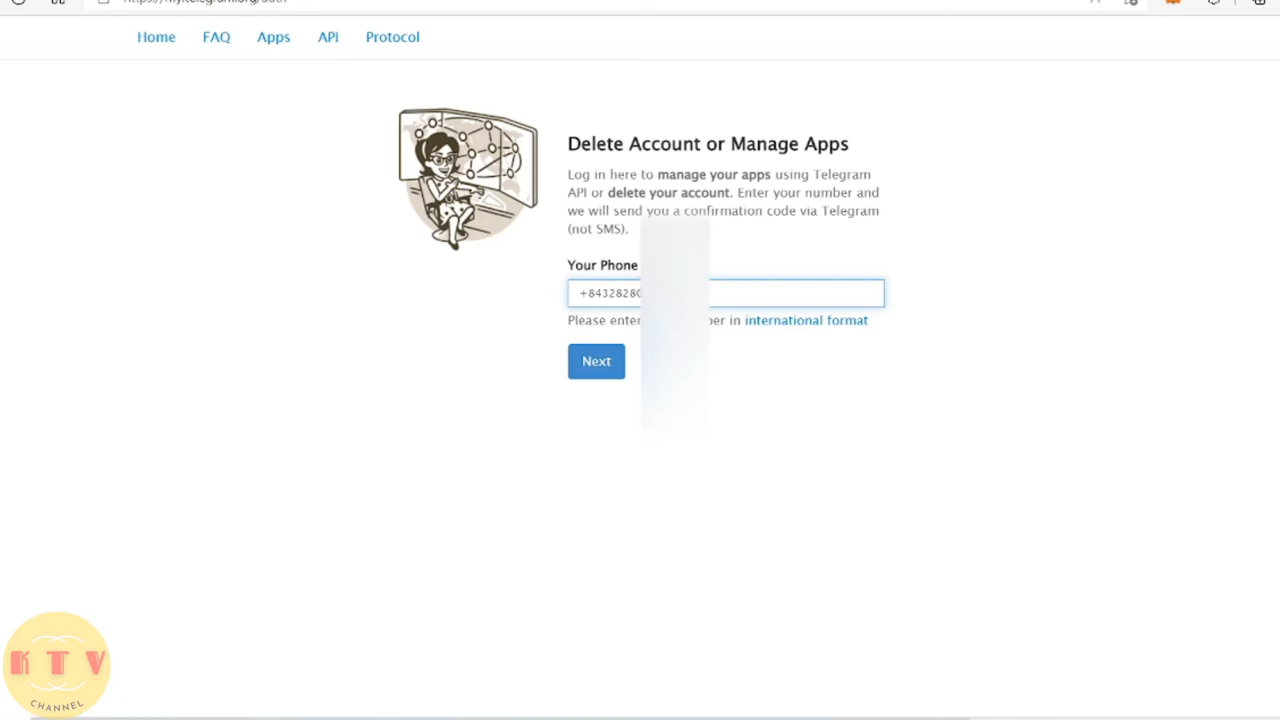 Home FAQ Apps API Protocol
Delete Account or Manage Apps
Log in here to manage your apps using Telegram
API or delete your account. Enter your number and
we will send you a confirmation code via Telegram
(not SMS).
Your Phone
+8432828
Please enter in international format
Next
KTV
CHANNEL